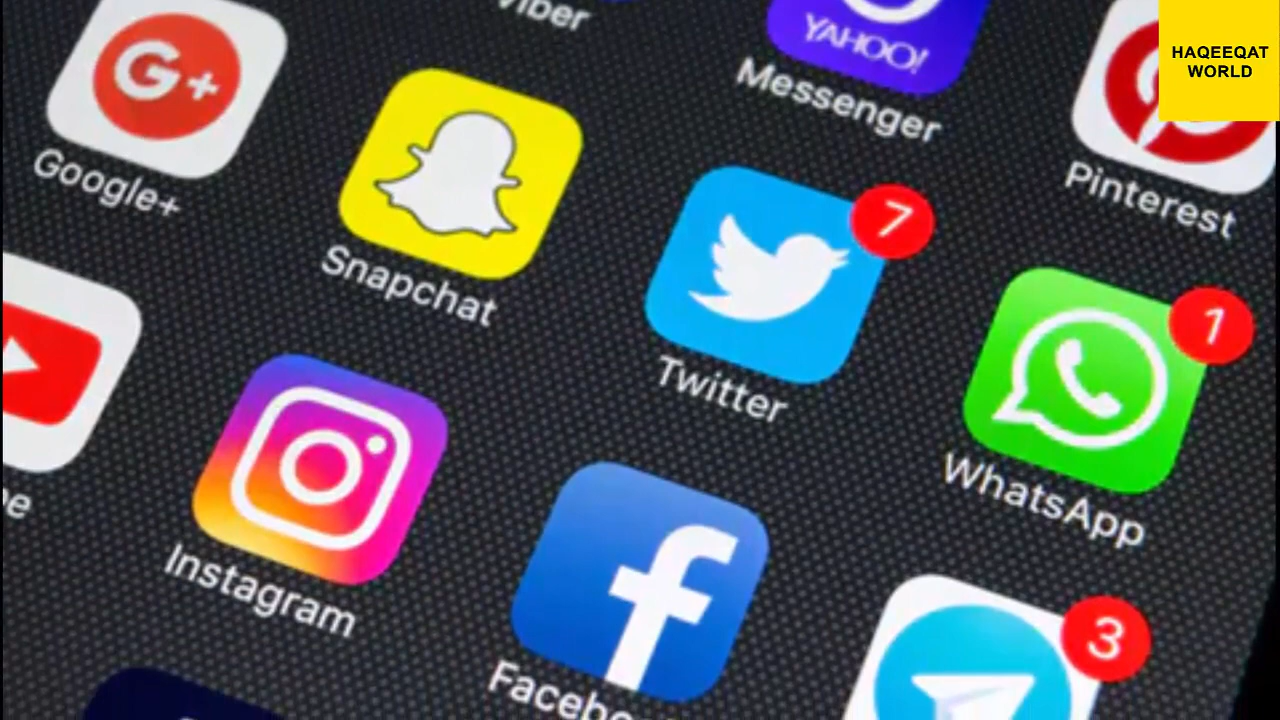 Viber
YAHOO!
Messenger
HAQEEQAT
WORLD
G+
Google+
Snapchat
7
Twitter
Pinterest
1
WhatsApp
Instagram
f
3